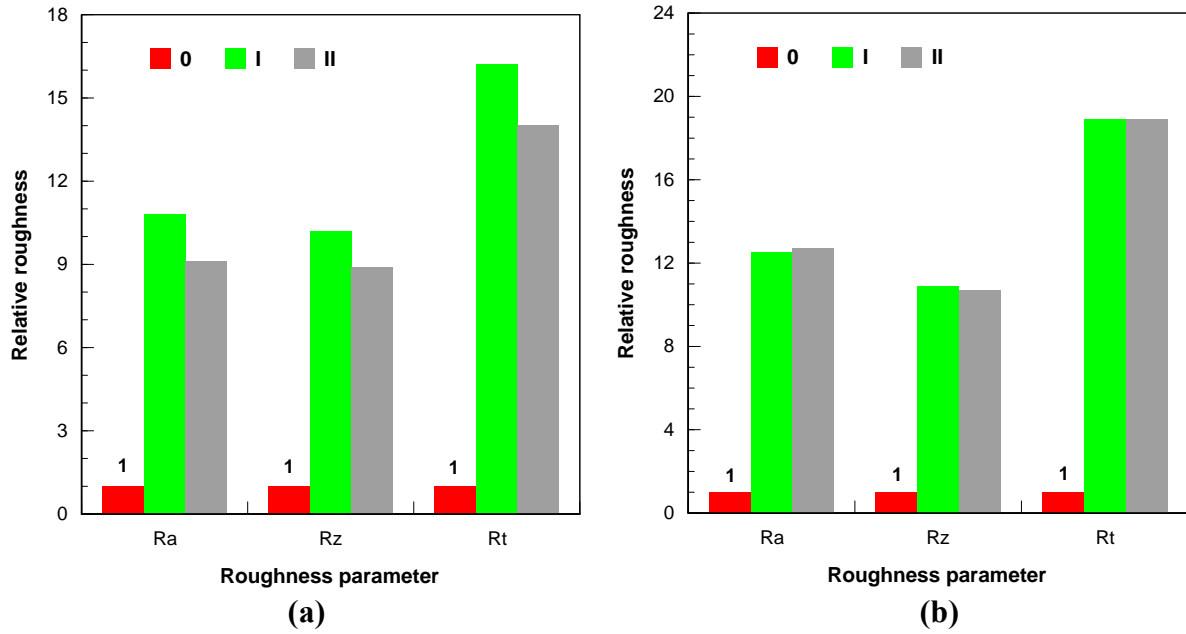 18
15
12
9
6
3
0
Relative roughness
0 I II
1 1 1
Ra Rz Rt
Roughness parameter
(a)
24
20
16
12
8
4
0
Relative roughness
0 I II
1 1 1
Ra Rz Rt
Roughness parameter
(b)